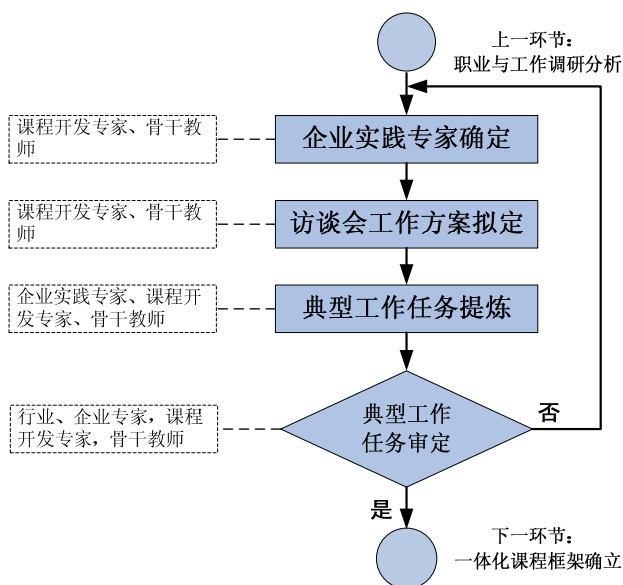 上一环节：
职业与工作调研分析
课程开发专家、骨干教
师
企业实践专家确定
课程开发专家、骨干教
师
访谈会工作方案拟定
企业实践专家、课程开
发专家、骨干教师
典型工作任务提炼
行业、企业专家，课程
开发专家，骨干教师
典型工作
任务审定
否
是
下一环节：
一体化课程框架确立